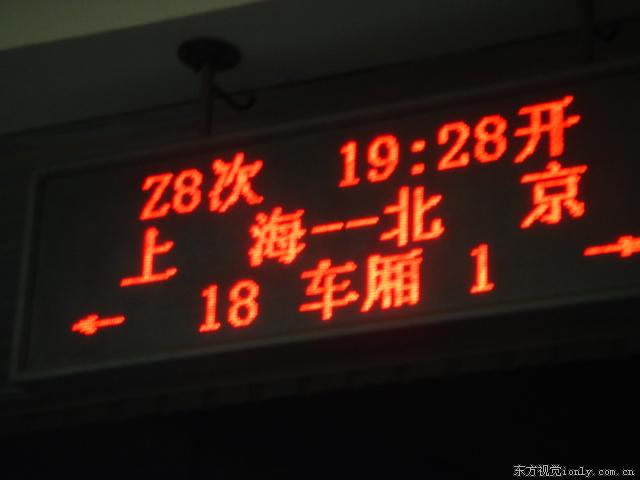 Z8次 19:28开
上 海--北 京
← 18 车厢 1 →
东方视觉ionly.com.cn